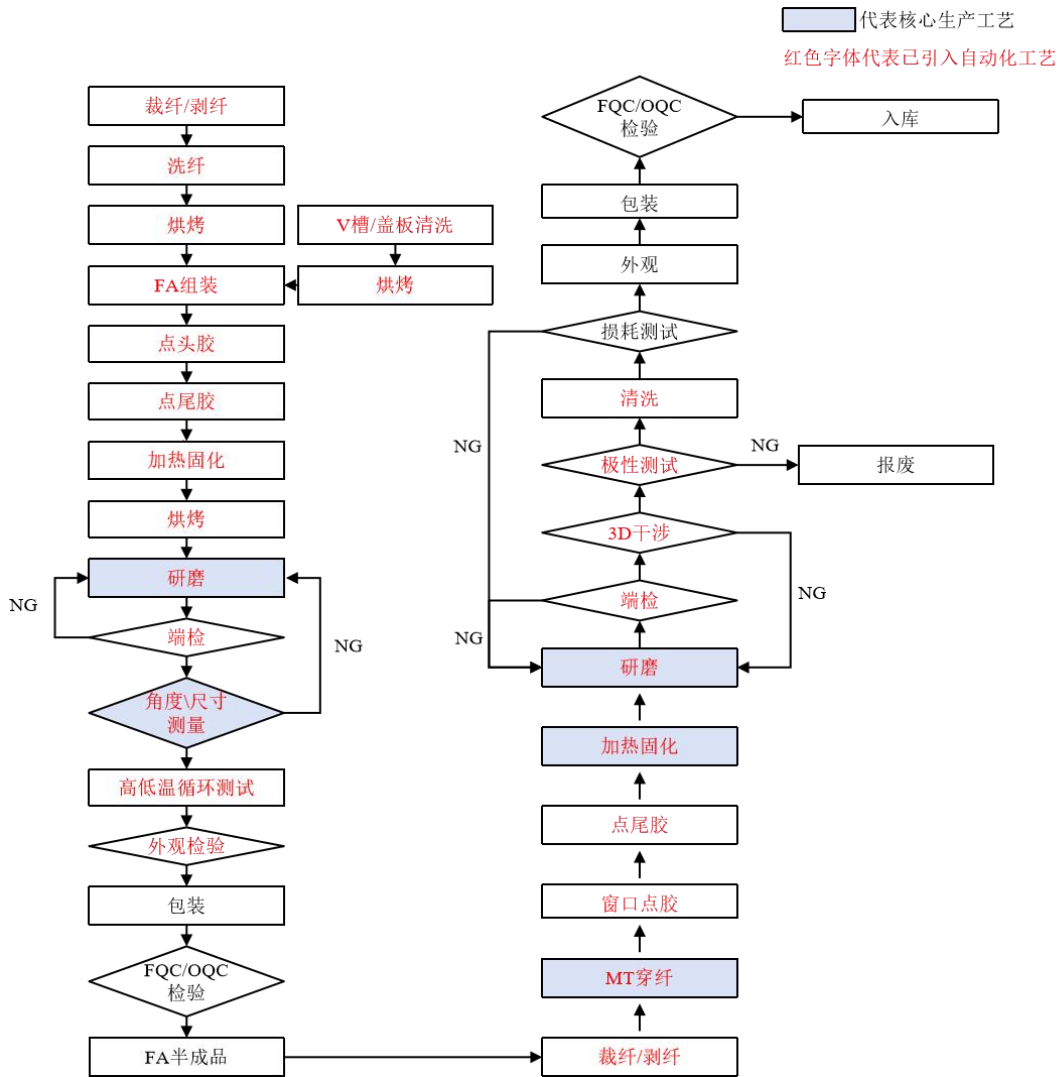 代表核心生产工艺
红色字体代表已引入自动化工艺
裁纤/剥纤
洗纤
烘烤
V槽/盖板清洗
烘烤
FA组装
点头胶
点尾胶
加热固化
烘烤
研磨
NG
端检
NG
角度\尺寸
测量
高低温循环测试
外观检验
包装
FQC/OQC
检验
FA半成品
裁纤/剥纤
MT穿纤
窗口点胶
点尾胶
加热固化
研磨
NG
端检
NG
3D干涉
极性测试
NG
报废
清洗
NG
损耗测试
外观
包装
FQC/OQC
检验
入库